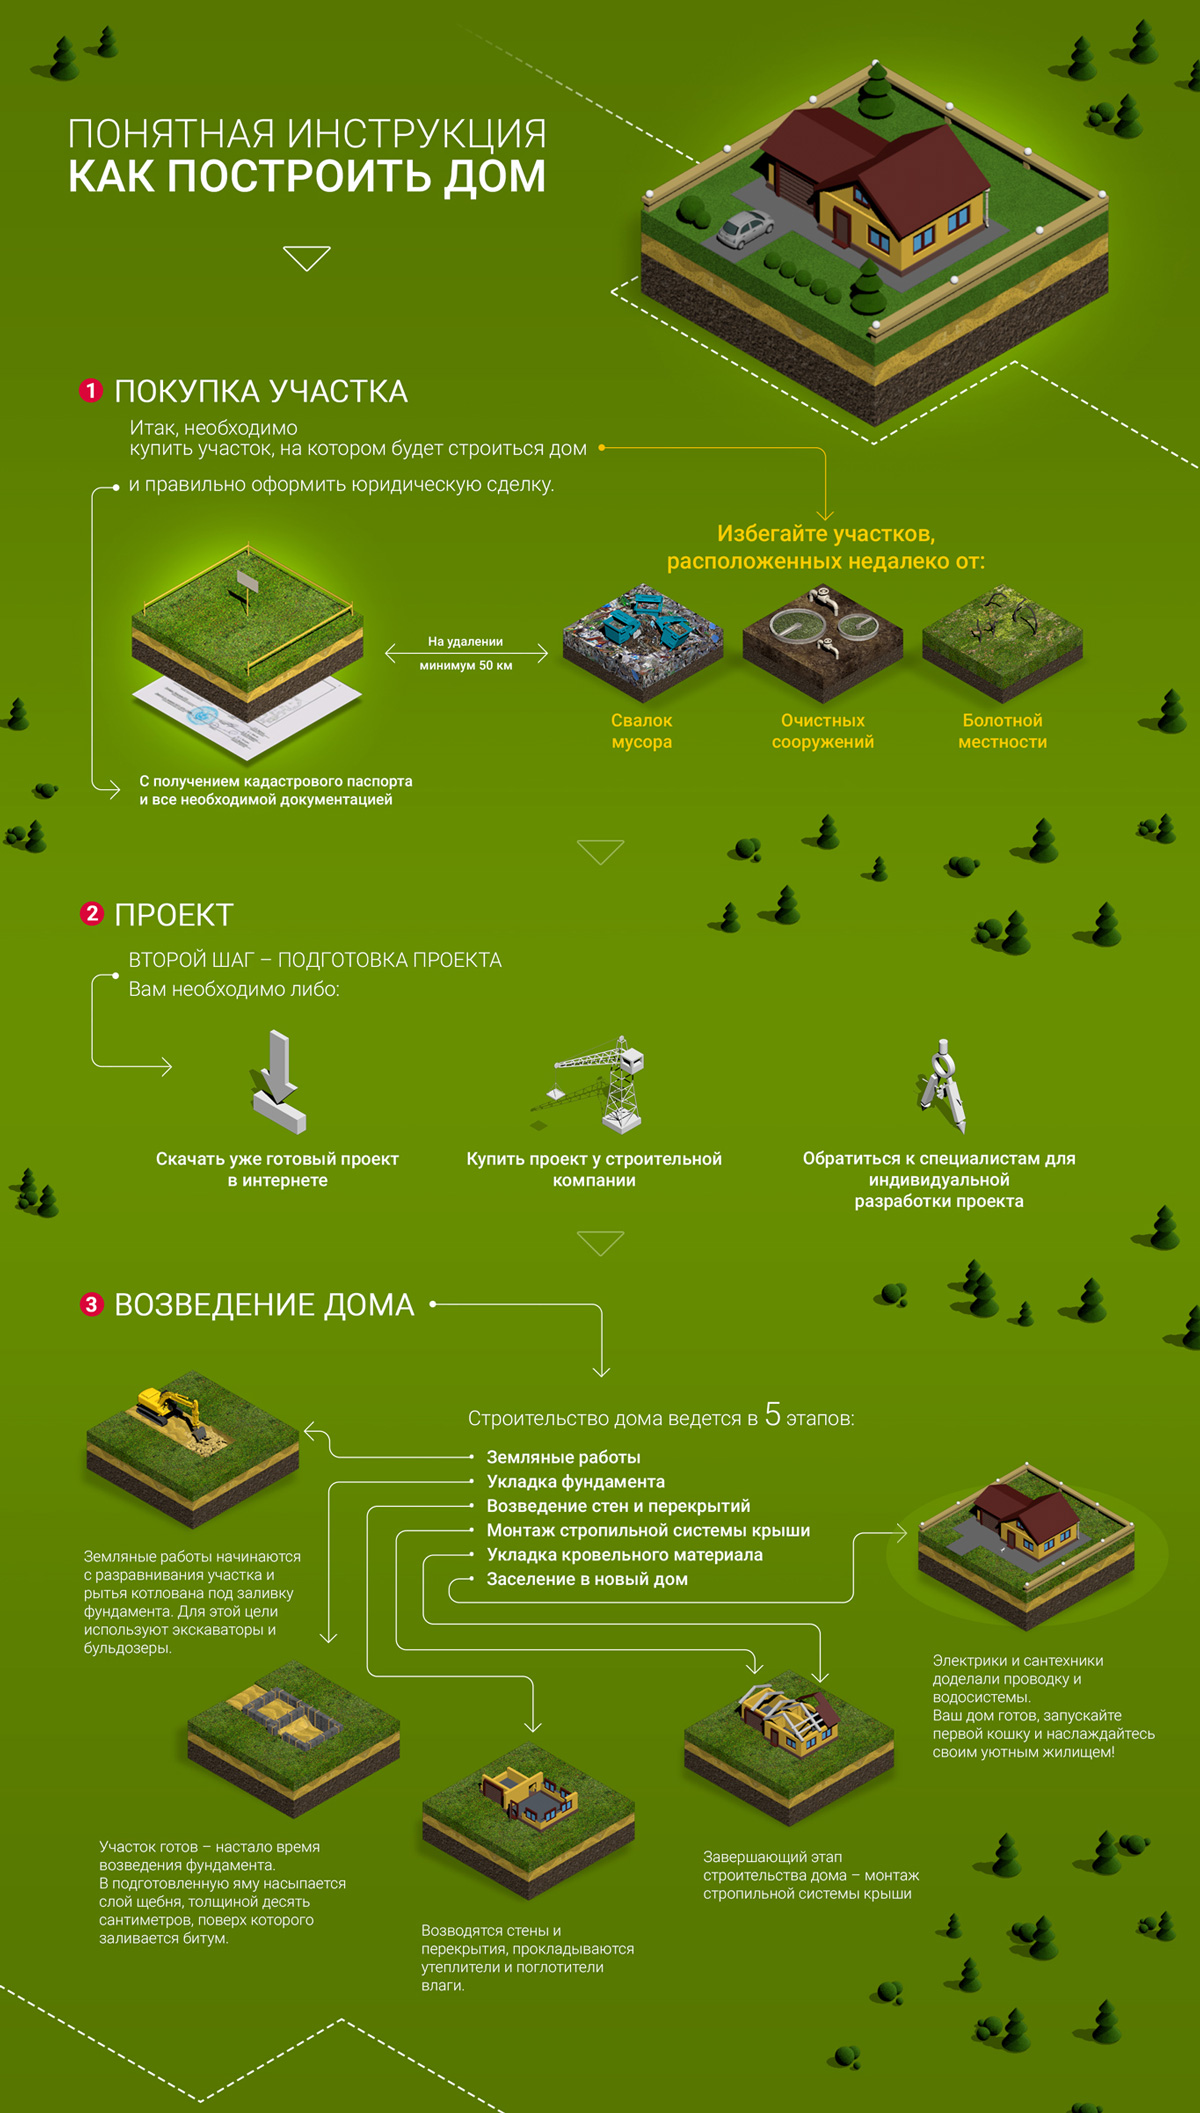 ПОНЯТНАЯ ИНСТРУКЦИЯ
КАК ПОСТРОИТЬ ДОМ
1 ПОКУПКА УЧАСТКА
Итак, необходимо
купить участок, на котором будет строиться дом
и правильно оформить юридическую сделку.
Избегайте участков,
расположенных недалеко от:
На удалении
минимум 50 км
Свалок
мусора
Очистных
сооружений
Болотной
местности
С получением кадастрового паспорта
и все необходимой документацией
2 ПРОЕКТ
ВТОРОЙ ШАГ – ПОДГОТОВКА ПРОЕКТА
Вам необходимо либо:
Скачать уже готовый проект
в интернете
Купить проект у строительной
компании
Обратиться к специалистам для
индивидуальной
разработки проекта
3 ВОЗВЕДЕНИЕ ДОМА
Строительство дома ведется в 5 этапов:
Земляные работы
Укладка фундамента
Возведение стен и перекрытий
Монтаж стропильной системы крыши
Укладка кровельного материала
Заселение в новый дом
Земляные работы начинаются
с разравнивания участка и
рытья котлована под заливку
фундамента. Для этой цели
используют экскаваторы и
бульдозеры.
Электрики и сантехники
доделали проводку и
водосистемы.
Ваш дом готов, запускайте
первой кошку и наслаждайтесь
своим уютным жилищем!
Участок готов – настало время
возведения фундамента.
В подготовленную яму насыпается
слой щебня, толщиной десять
сантиметров, поверх которого
заливается битум.
Завершающий этап
строительства дома – монтаж
стропильной системы крыши
Возводятся стены и
перекрытия, прокладываются
утеплители и поглотители
влаги.